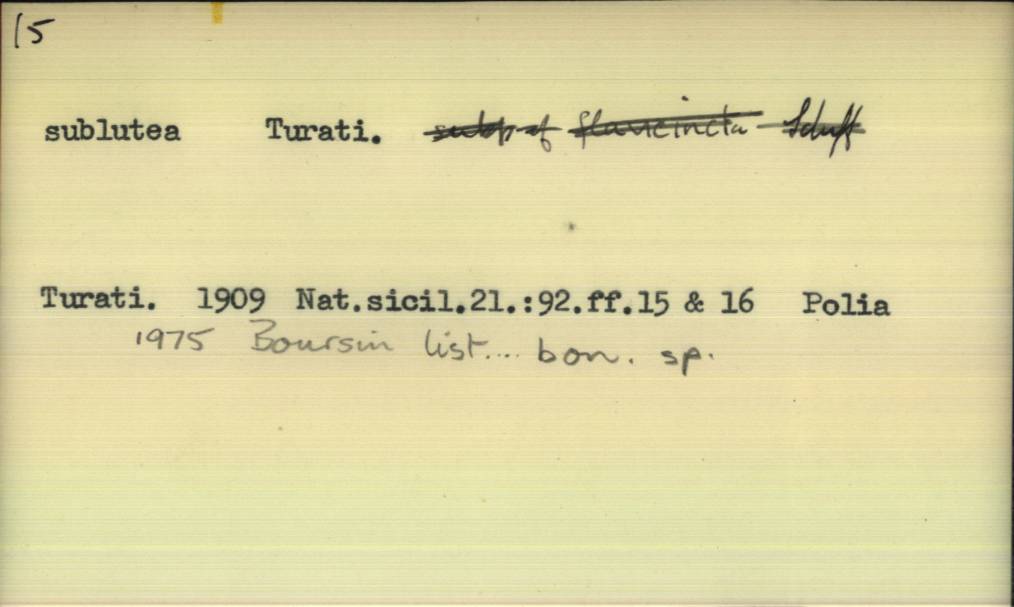 15
sublutea Turati. subsp of flavicincta Schiff
Turati. 1909 Nat.sicil.21.:92.ff.15 & 16 Polia
1975 Boursin list.... bon. sp.